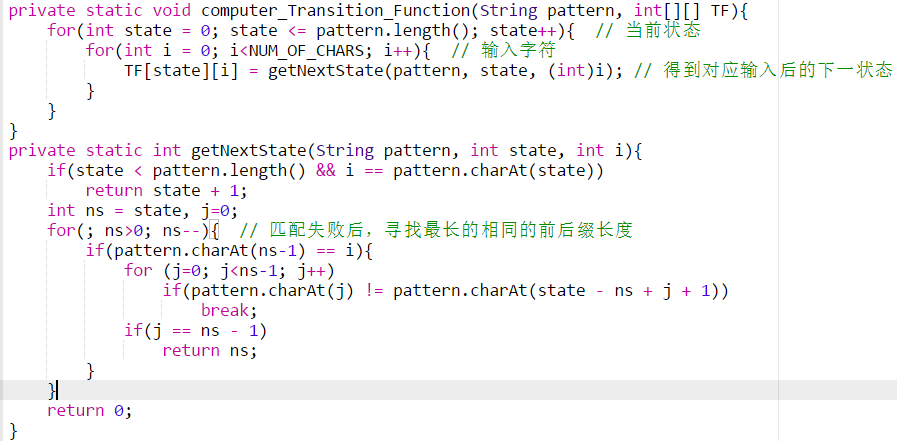 private static void computer_Transition_Function(String pattern, int[][] TF){
    for(int state = 0; state <= pattern.length(); state++){  // 当前状态
        for(int i = 0; i<NUM_OF_CHARS; i++){  // 输入字符
            TF[state][i] = getNextState(pattern, state, (int)i); // 得到对应输入后的下一状态
        }
    }
}
private static int getNextState(String pattern, int state, int i){
    if(state < pattern.length() && i == pattern.charAt(state))
        return state + 1;
    int ns = state, j=0;
    for(; ns>0; ns--){  // 匹配失败后，寻找最长的相同的前后缀长度
        if(pattern.charAt(ns-1) == i){
            for (j=0; j<ns-1; j++)
                if(pattern.charAt(j) != pattern.charAt(state - ns + j + 1))
                    break;
            if(j == ns - 1)
                return ns;
        }
    }
    return 0;
}